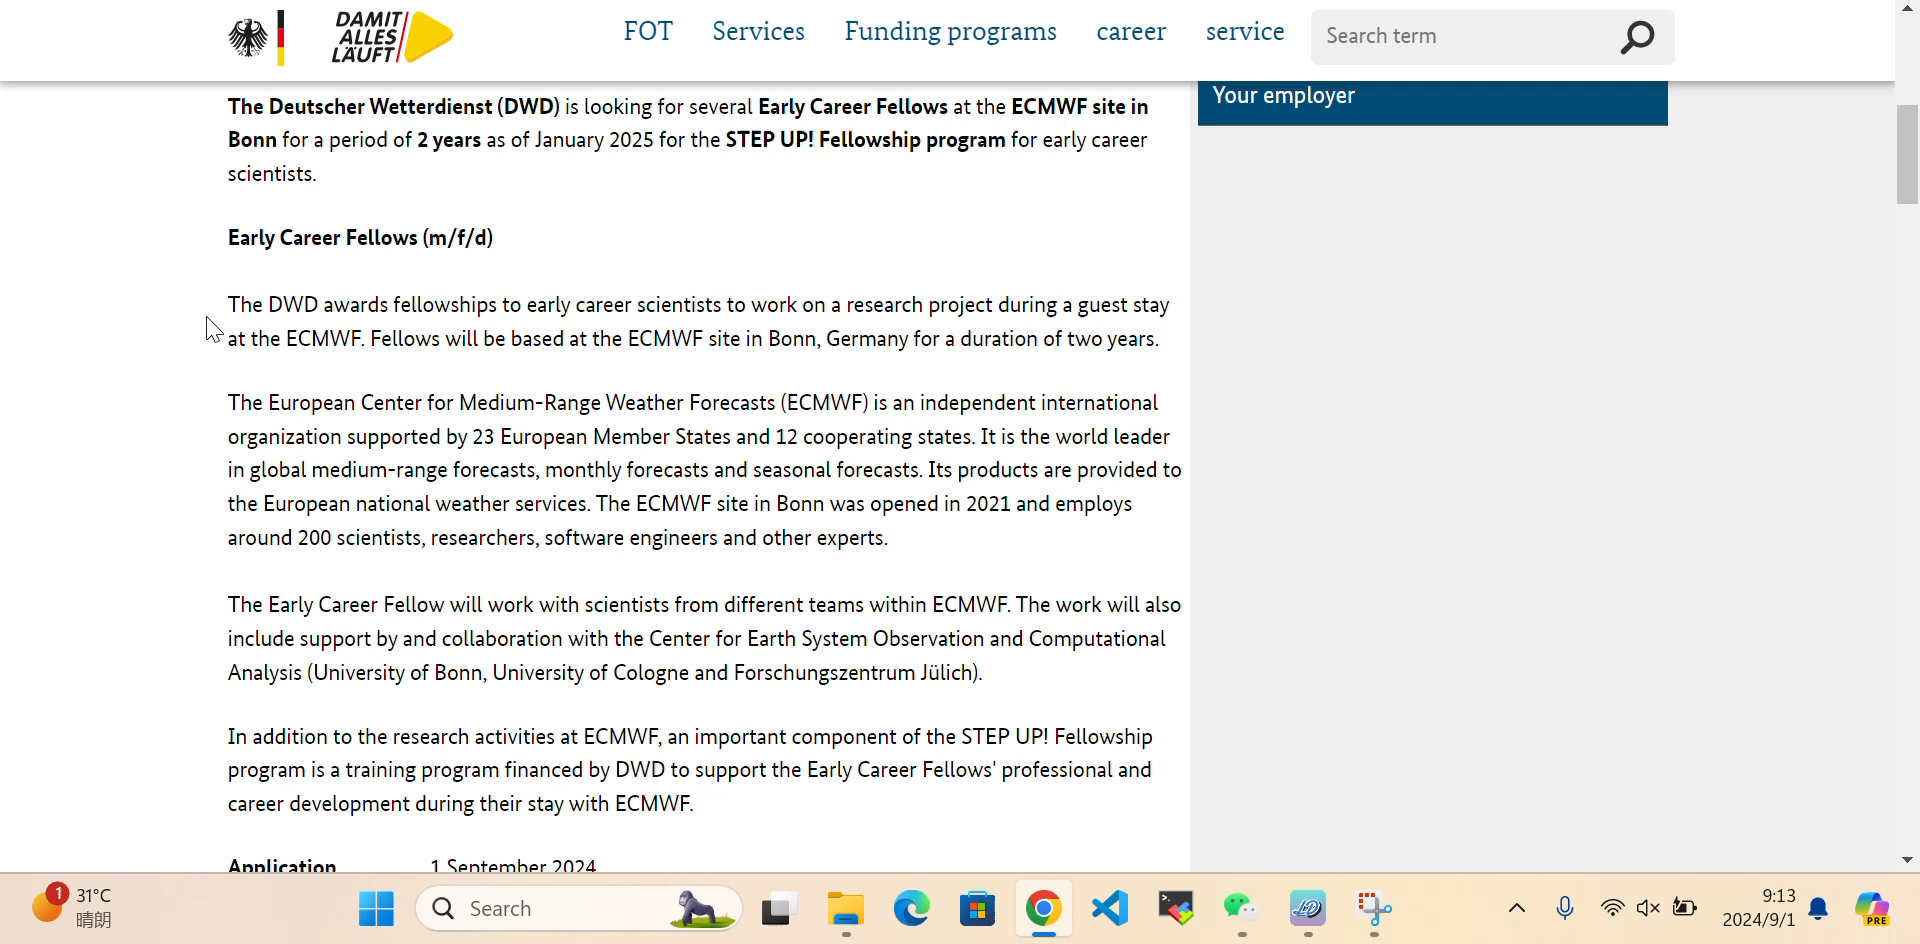 DAMIT
ALLES
LÄUFT
FOT Services Funding programs career service Search term
The Deutscher Wetterdienst (DWD) is looking for several Early Career Fellows at the ECMWF site in
Bonn for a period of 2 years as of January 2025 for the STEP UP! Fellowship program for early career
scientists.
Your employer
Early Career Fellows (m/f/d)
The DWD awards fellowships to early career scientists to work on a research project during a guest stay
at the ECMWF. Fellows will be based at the ECMWF site in Bonn, Germany for a duration of two years.
The European Center for Medium-Range Weather Forecasts (ECMWF) is an independent international
organization supported by 23 European Member States and 12 cooperating states. It is the world leader
in global medium-range forecasts, monthly forecasts and seasonal forecasts. Its products are provided to
the European national weather services. The ECMWF site in Bonn was opened in 2021 and employs
around 200 scientists, researchers, software engineers and other experts.
The Early Career Fellow will work with scientists from different teams within ECMWF. The work will also
include support by and collaboration with the Center for Earth System Observation and Computational
Analysis (University of Bonn, University of Cologne and Forschungszentrum Jülich).
In addition to the research activities at ECMWF, an important component of the STEP UP! Fellowship
program is a training program financed by DWD to support the Early Career Fellows' professional and
career development during their stay with ECMWF.
Application 1 September 2024
1 31°C
晴朗
Search
9:13
2024/9/1
PRE